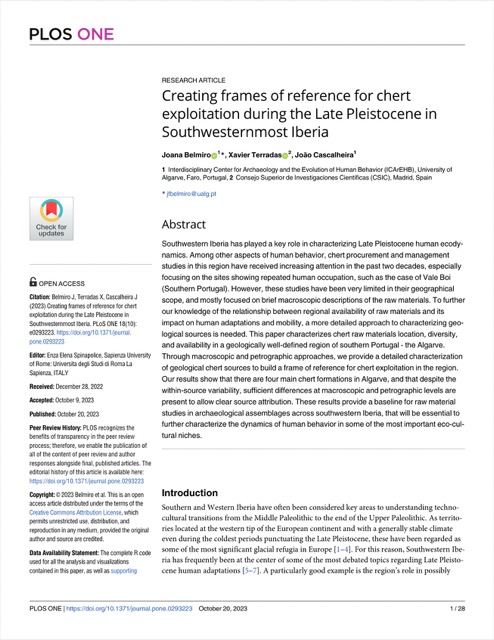 PLOS ONE
RESEARCH ARTICLE
Creating frames of reference for chert
exploitation during the Late Pleistocene in
Southwesternmost Iberia
Joana Belmiro 1*, Xavier Terradas 2, João Cascalheira1
1 Interdisciplinary Center for Archaeology and the Evolution of Human Behavior (ICArEHB), University of
Algarve, Faro, Portugal, 2 Consejo Superior de Investigaciones Científicas (CSIC), Madrid, Spain
* jfbelmiro@ualg.pt
Abstract
Southwestern Iberia has played a key role in characterizing Late Pleistocene human ecody-
namics. Among other aspects of human behavior, chert procurement and management
studies in this region have received increasing attention in the past two decades, especially
focusing on the sites showing repeated human occupation, such as the case of Vale Boi
(Southern Portugal). However, these studies have been very limited in their geographical
scope, and mostly focused on brief macroscopic descriptions of the raw materials. To further
our knowledge of the relationship between regional availability of raw materials and its
impact on human adaptations and mobility, a more detailed approach to characterizing geo-
logical sources is needed. This paper characterizes chert raw materials location, diversity,
and availability in a geologically well-defined region of southern Portugal - the Algarve.
Through macroscopic and petrographic approaches, we provide a detailed characterization
of geological chert sources to build a frame of reference for chert exploitation in the region.
Our results show that there are four main chert formations in Algarve, and that despite the
within-source variability, sufficient differences at macroscopic and petrographic levels are
present to allow clear source attribution. These results provide a baseline for raw material
studies in archaeological assemblages across southwestern Iberia, that will be essential to
further characterize the dynamics of human behavior in some of the most important eco-cul-
tural niches.
Introduction
Southern and Western Iberia have often been considered key areas to understanding techno-
cultural transitions from the Middle Paleolithic to the end of the Upper Paleolithic. As territo-
ries located at the western tip of the European continent and with a generally stable climate
even during the coldest periods punctuating the Late Pleistocene, these have been regarded as
some of the most significant glacial refugia in Europe [1–4]. For this reason, Southwestern Ibe-
ria has frequently been at the center of some of the most debated topics regarding Late Pleisto-
cene human adaptations [5–7]. A particularly good example is the region's role in possibly
Check for
updates
OPEN ACCESS
Citation: Belmiro J, Terradas X, Cascalheira J
(2023) Creating frames of reference for chert
exploitation during the Late Pleistocene in
Southwesternmost Iberia. PLoS ONE 18(10):
e0293223. https://doi.org/10.1371/journal.
pone.0293223
Editor: Enza Elena Spinapolice, Sapienza University
of Rome: Universita degli Studi di Roma La
Sapienza, ITALY
Received: December 28, 2022
Accepted: October 9, 2023
Published: October 20, 2023
Peer Review History: PLOS recognizes the
benefits of transparency in the peer review
process; therefore, we enable the publication of
all of the content of peer review and author
responses alongside final, published articles. The
editorial history of this article is available here:
https://doi.org/10.1371/journal.pone.0293223
Copyright: © 2023 Belmiro et al. This is an open
access article distributed under the terms of the
Creative Commons Attribution License, which
permits unrestricted use, distribution, and
reproduction in any medium, provided the original
author and source are credited.
Data Availability Statement: The complete R code
used for all the analysis and visualizations
contained in this paper, as well as supporting
PLOS ONE | https://doi.org/10.1371/journal.pone.0293223 October 20, 2023 1 / 28